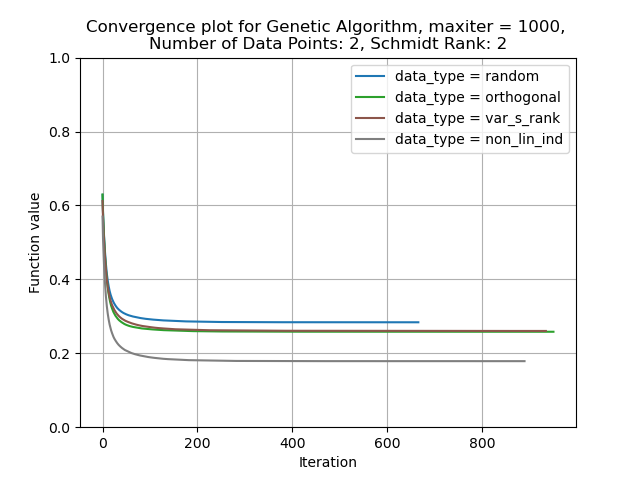 Convergence plot for Genetic Algorithm, maxiter = 1000,
Number of Data Points: 2, Schmidt Rank: 2
data_type = random
data_type = orthogonal
data_type = var_s_rank
data_type = non_lin_ind
Function value
1.0
0.8
0.6
0.4
0.2
0.0
0 200 400 600 800
Iteration